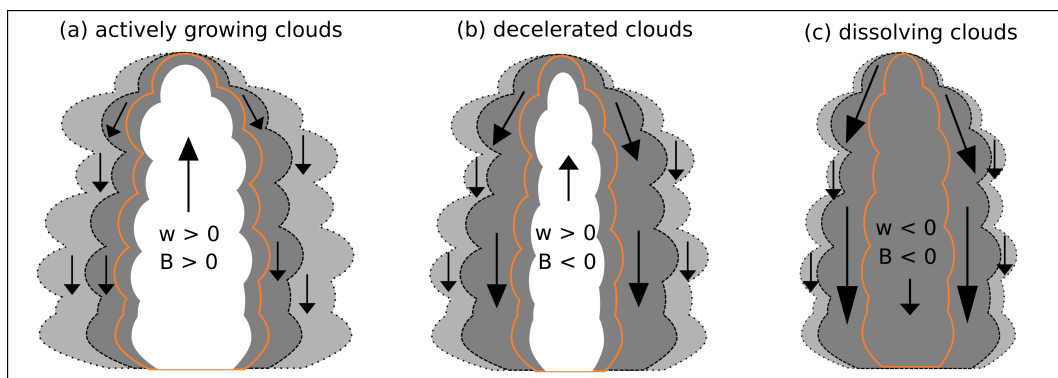 (a) actively growing clouds
(b) decelerated clouds
(c) dissolving clouds
w > 0
B > 0
w > 0
B < 0
w < 0
B < 0